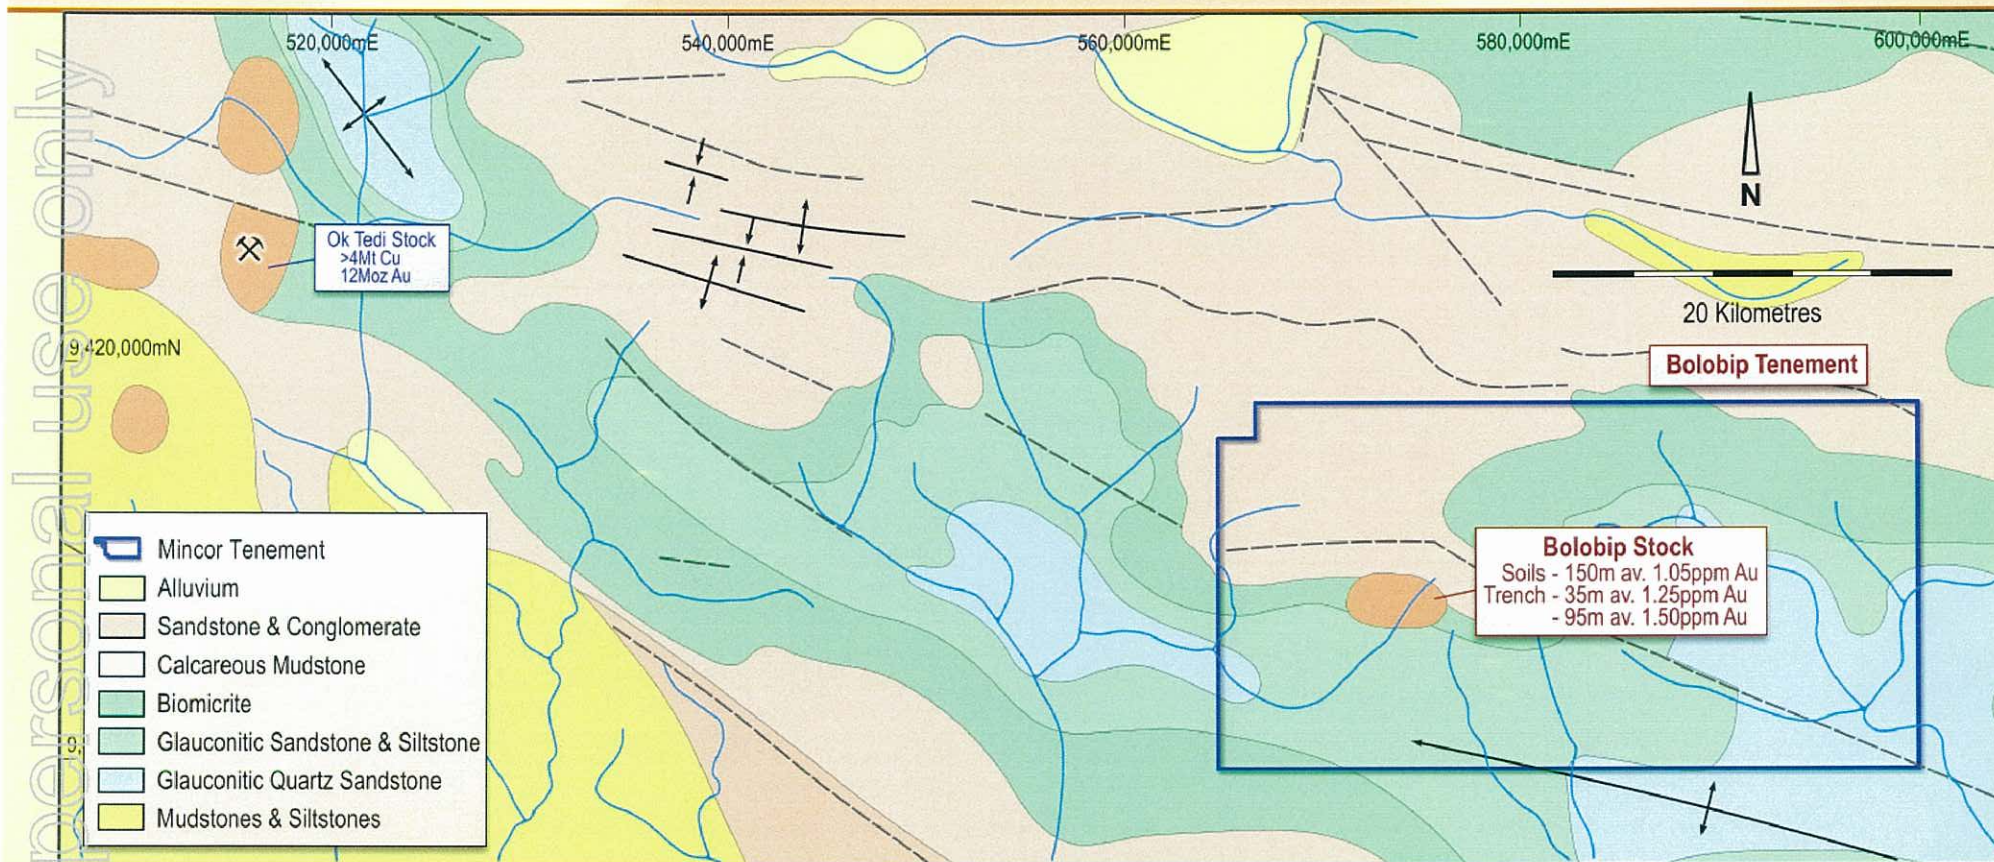 520,000mE
540,000mE
560,000mE
580,000mE
600,000mE
N
Ok Tedi Stock
>4Mt Cu
12Moz Au
20 Kilometres
9,420,000mN
Bolobip Tenement
Bolobip Stock
Soils - 150m av. 1.05ppm Au
Trench - 35m av. 1.25ppm Au
- 95m av. 1.50ppm Au
Mincor Tenement
Alluvium
Sandstone & Conglomerate
Calcareous Mudstone
Biomicrite
Glauconitic Sandstone & Siltstone
Glauconitic Quartz Sandstone
Mudstones & Siltstones
personal use only